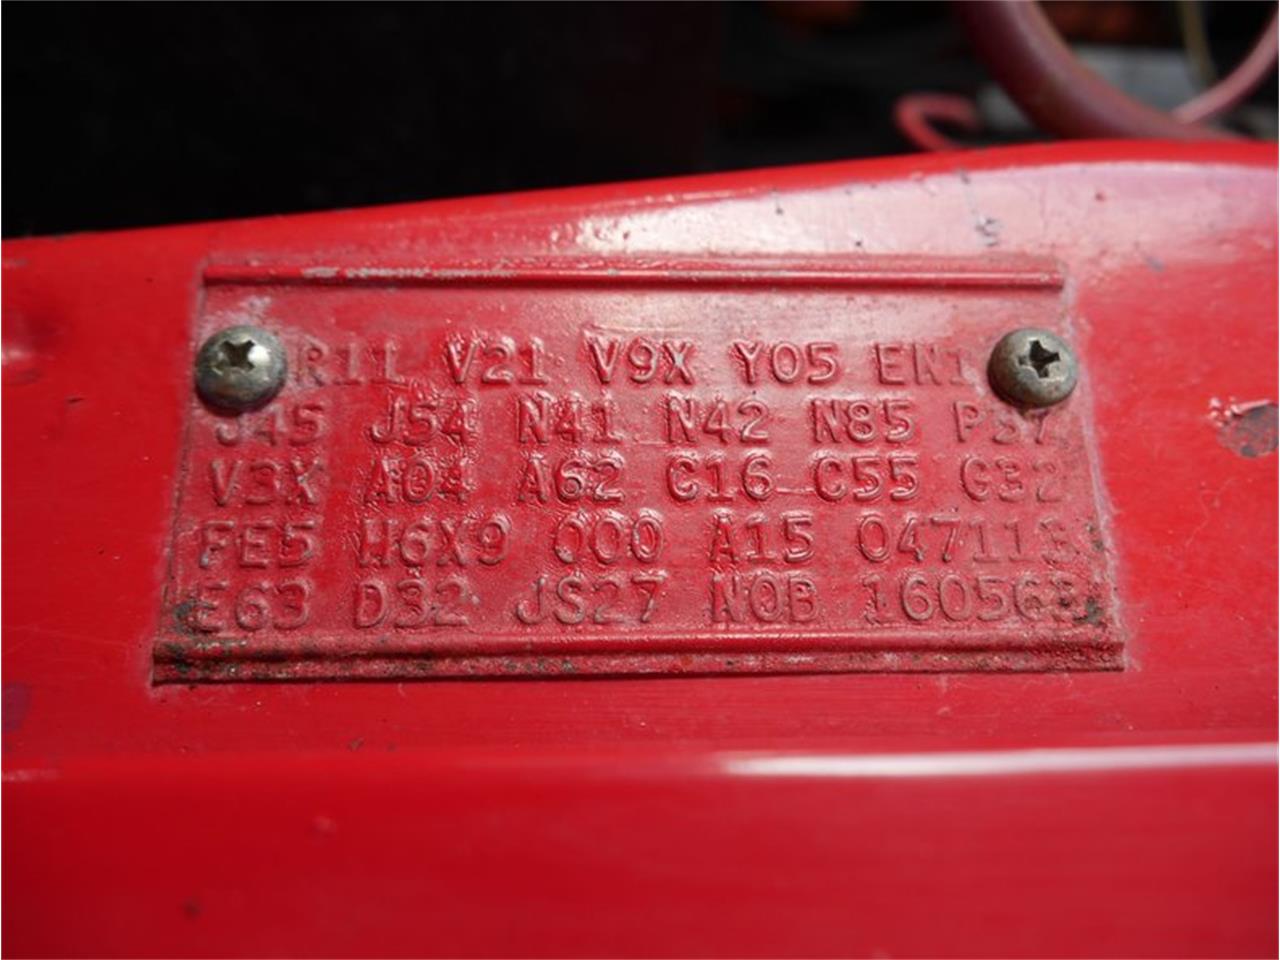 R11 V21 V9X Y05 EN1
J45 J54 N41 N42 N85 P37
V3X A04 A62 C16 C55 G32
FE5 H6X9 000 A15 047113
E63 D32 JS27 N0B 160568